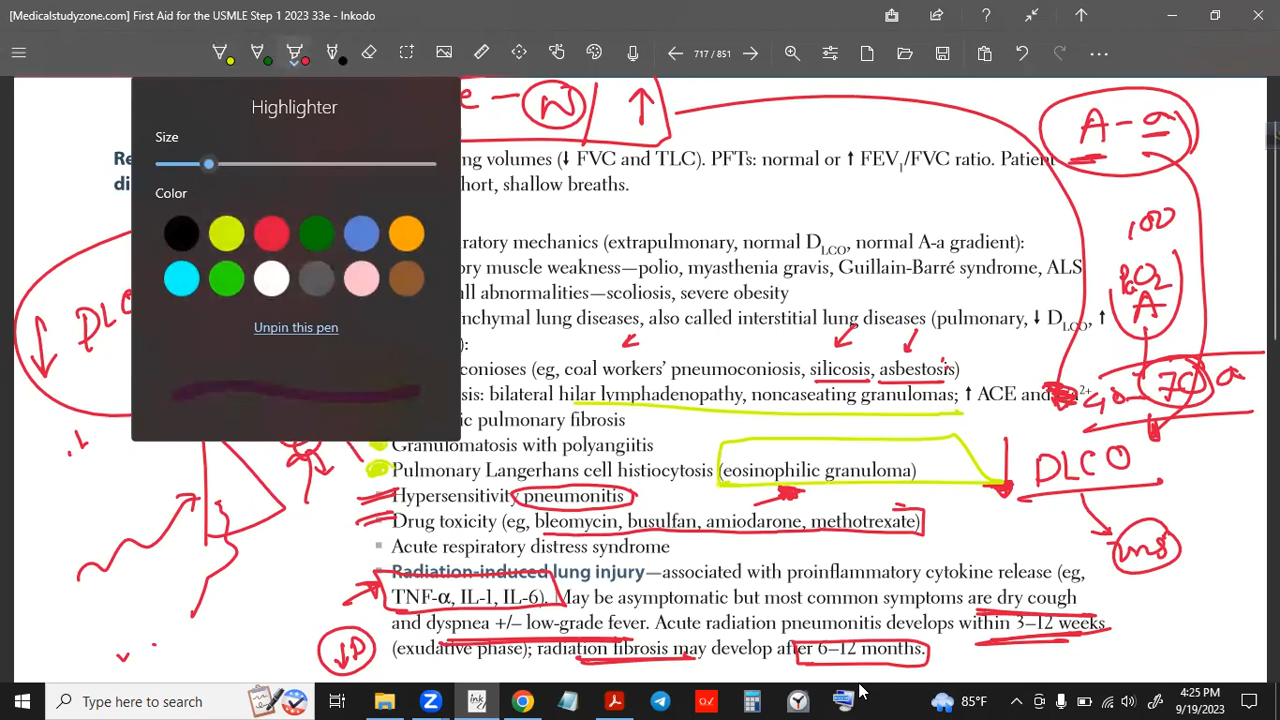 [Medicalstudyzone.com] First Aid for the USMLE Step 1 2023 33e - Inkodo
717 / 851
Highlighter
Size
Color
Unpin this pen
e - N ↑
A - a
Re
ng volumes (↓ FVC and TLC). PFTs: normal or ↑ FEV1/FVC ratio. Patient
di
hort, shallow breaths.
100
ratory mechanics (extrapulmonary, normal DLCO, normal A-a gradient):
ory muscle weakness—polio, myasthenia gravis, Guillain-Barré syndrome, ALS
all abnormalities—scoliosis, severe obesity
A
↓ DLC
nchymal lung diseases, also called interstitial lung diseases (pulmonary, ↓ DLCO, ↑
):
oconioses (eg, coal workers' pneumoconiosis, silicosis, asbestosis)
70 a
sis: bilateral hilar lymphadenopathy, noncaseating granulomas; ↑ ACE and 2+
ic pulmonary fibrosis
Granulomatosis with polyangiitis
Pulmonary Langerhans cell histiocytosis (eosinophilic granuloma)
↓ DLCO
Hypersensitivity pneumonitis
Drug toxicity (eg, bleomycin, busulfan, amiodarone, methotrexate)
Acute respiratory distress syndrome
Radiation-induced lung injury—associated with proinflammatory cytokine release (eg,
TNF-α, IL-1, IL-6). May be asymptomatic but most common symptoms are dry cough
and dyspnea +/– low-grade fever. Acute radiation pneumonitis develops within 3–12 weeks
(exudative phase); radiation fibrosis may develop after 6–12 months.
↓D
Type here to search
85°F
4:25 PM
9/19/2023